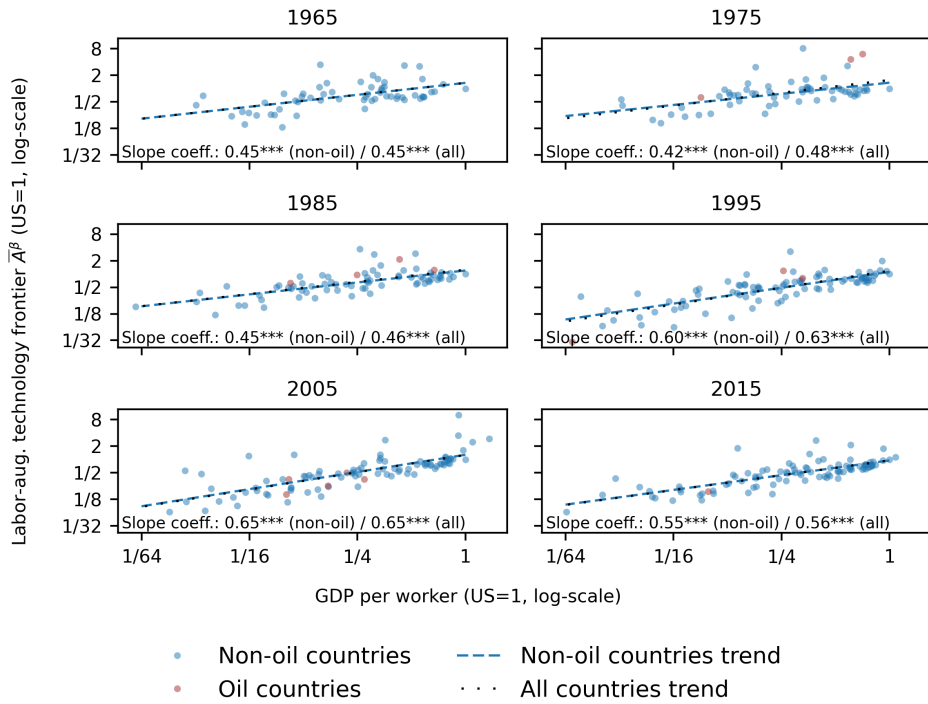 1965
1975
8
2
1/2
1/8
1/32
Slope coeff.: 0.45*** (non-oil) / 0.45*** (all)
Slope coeff.: 0.42*** (non-oil) / 0.48*** (all)
1985
1995
8
2
1/2
1/8
1/32
Slope coeff.: 0.45*** (non-oil) / 0.46*** (all)
Slope coeff.: 0.60*** (non-oil) / 0.63*** (all)
2005
2015
8
2
1/2
1/8
1/32
Slope coeff.: 0.65*** (non-oil) / 0.65*** (all)
Slope coeff.: 0.55*** (non-oil) / 0.56*** (all)
1/64 1/16 1/4 1
1/64 1/16 1/4 1
Labor-aug. technology frontier A̅ᵝ (US=1, log-scale)
GDP per worker (US=1, log-scale)
Non-oil countries
Oil countries
Non-oil countries trend
All countries trend